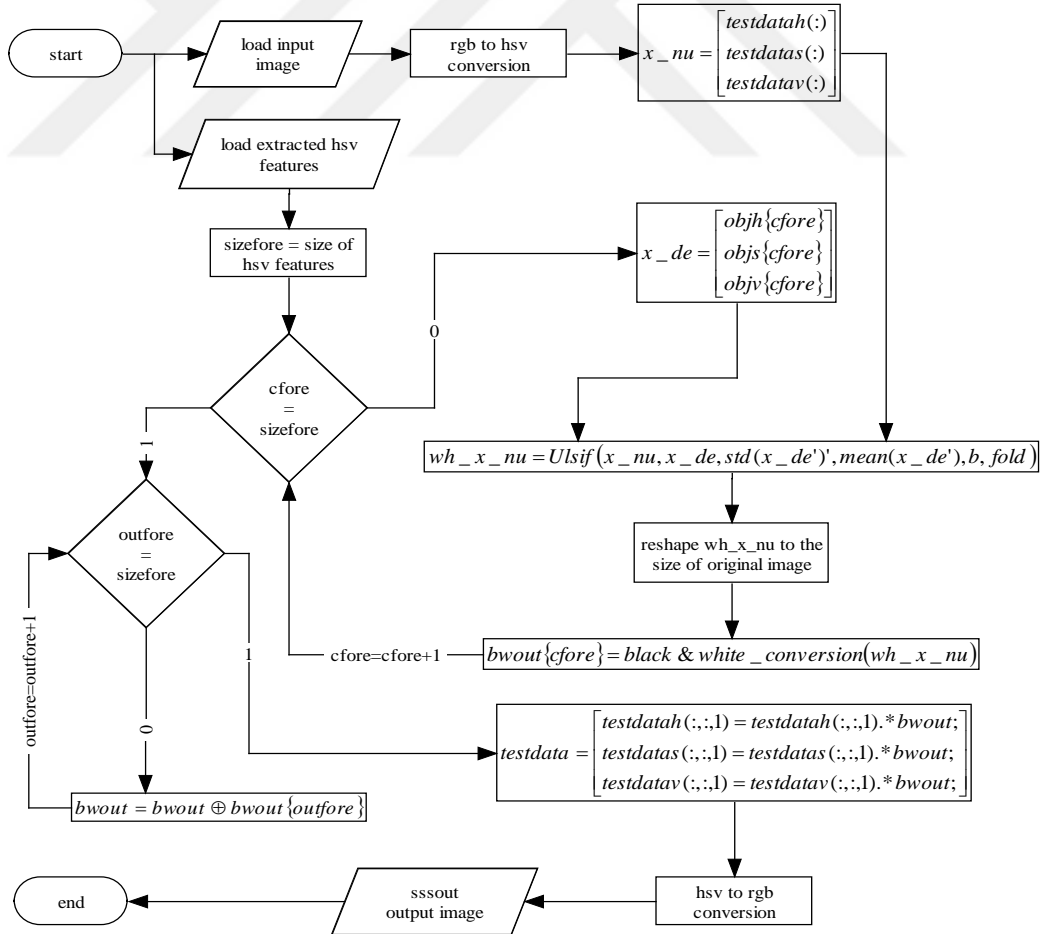 start
load input
image
rgb to hsv
conversion
x_nu = [testdatah(:)
testdatas(:)
testdatav(:)]
load extracted hsv
features
sizefore = size of
hsv features
x_de = [objh{cfore}
objs{cfore}
objv{cfore}]
0
cfore
=
sizefore
1
wh_x_nu = Ulsif(x_nu, x_de, std(x_de')', mean(x_de'), b, fold)
outfore
=
sizefore
reshape wh_x_nu to the
size of original image
outfore=outfore+1
1
cfore=cfore+1
bwout{cfore} = black & white_conversion(wh_x_nu)
0
testdata = [testdatah(:,:,1) = testdatah(:,:,1).*bwout;
testdatas(:,:,1) = testdatas(:,:,1).*bwout;
testdatav(:,:,1) = testdatav(:,:,1).*bwout;]
bwout = bwout ⊕ bwout{outfore}
end
sssout
output image
hsv to rgb
conversion